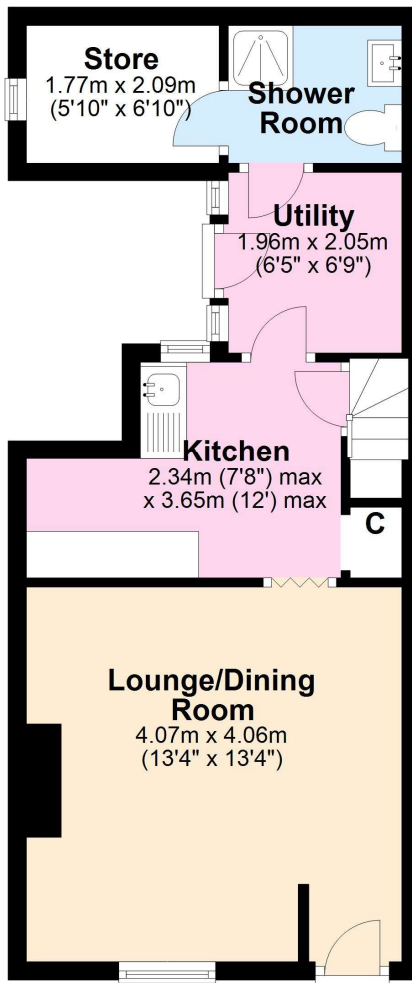 Store
1.77m x 2.09m
(5'10" x 6'10")
Shower
Room
Utility
1.96m x 2.05m
(6'5" x 6'9")
Kitchen
2.34m (7'8") max
x 3.65m (12') max
C
Lounge/Dining
Room
4.07m x 4.06m
(13'4" x 13'4")